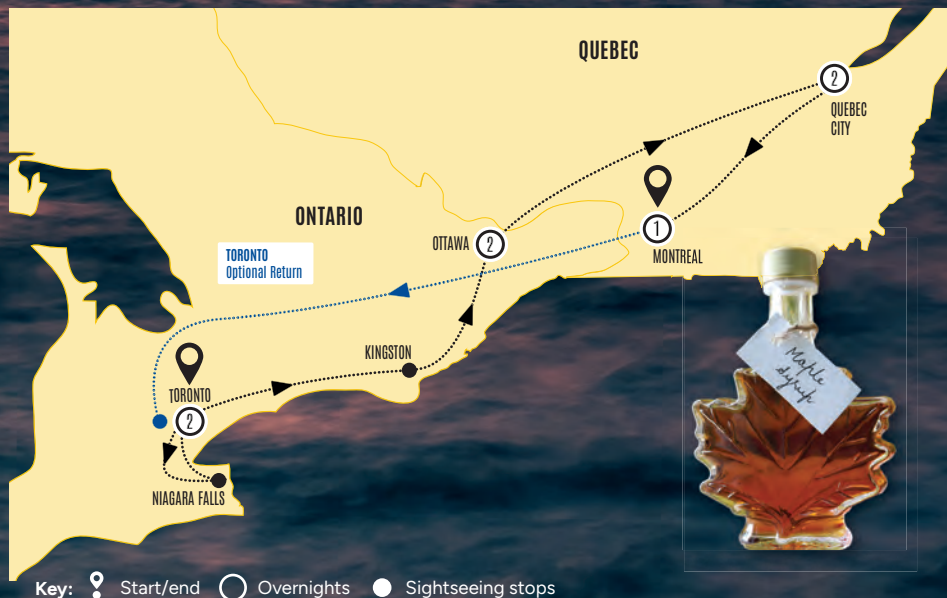 QUEBEC
2
QUEBEC
CITY
ONTARIO
1
OTTAWA
2
MONTREAL
TORONTO
Optional Return
Maple
syrup
KINGSTON
TORONTO
2
NIAGARA FALLS
Key: Start/end Overnights Sightseeing stops